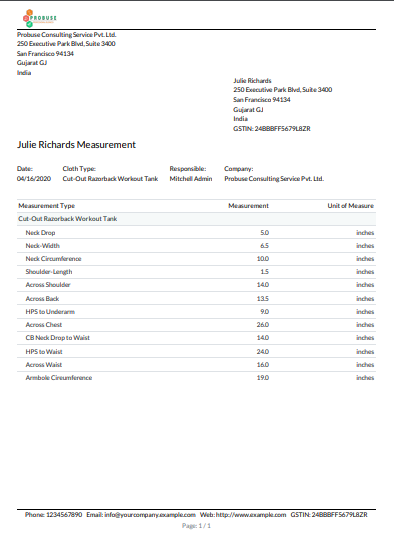 PROBUSE
Probuse Consulting Service Pvt. Ltd.
250 Executive Park Blvd, Suite 3400
San Francisco 94134
Gujarat GJ
India
Julie Richards
250 Executive Park Blvd, Suite 3400
San Francisco 94134
Gujarat GJ
India
GSTIN: 24BBBFF5679L8ZR
Julie Richards Measurement
Date: Cloth Type: Responsible: Company:
04/16/2020 Cut-Out Razorback Workout Tank Mitchell Admin Probuse Consulting Service Pvt. Ltd.
Measurement Type Measurement Unit of Measure
Cut-Out Razorback Workout Tank
Neck Drop 5.0 inches
Neck-Width 6.5 inches
Neck Circumference 10.0 inches
Shoulder-Length 1.5 inches
Across Shoulder 14.0 inches
Across Back 13.5 inches
HPS to Underarm 9.0 inches
Across Chest 26.0 inches
CB Neck Drop to Waist 14.0 inches
HPS to Waist 24.0 inches
Across Waist 16.0 inches
Armhole Circumference 19.0 inches
Phone: 1234567890 Email: info@yourcompany.example.com Web: http://www.example.com GSTIN: 24BBBFF5679L8ZR
Page: 1 / 1